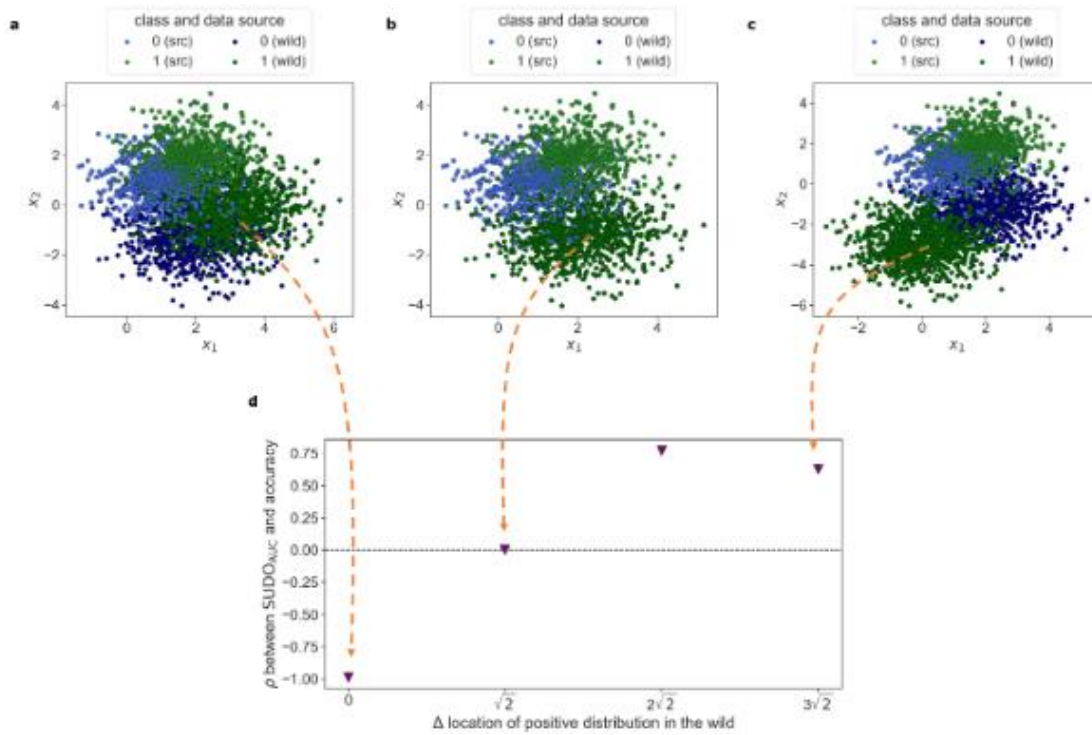 a
class and data source
0 (src) 0 (wild)
1 (src) 1 (wild)
4
2
0
−2
−4
x₂
0 2 4 6
x₁
b
class and data source
0 (src) 0 (wild)
1 (src) 1 (wild)
4
2
0
−2
−4
x₂
0 2 4
x₁
c
class and data source
0 (src) 0 (wild)
1 (src) 1 (wild)
4
2
0
−2
−4
−6
x₂
−2 0 2 4
x₁
d
ρ between SUDO_AUC and accuracy
0.75
0.50
0.25
0.00
−0.25
−0.50
−0.75
−1.00
0 √2 2√2 3√2
Δ location of positive distribution in the wild